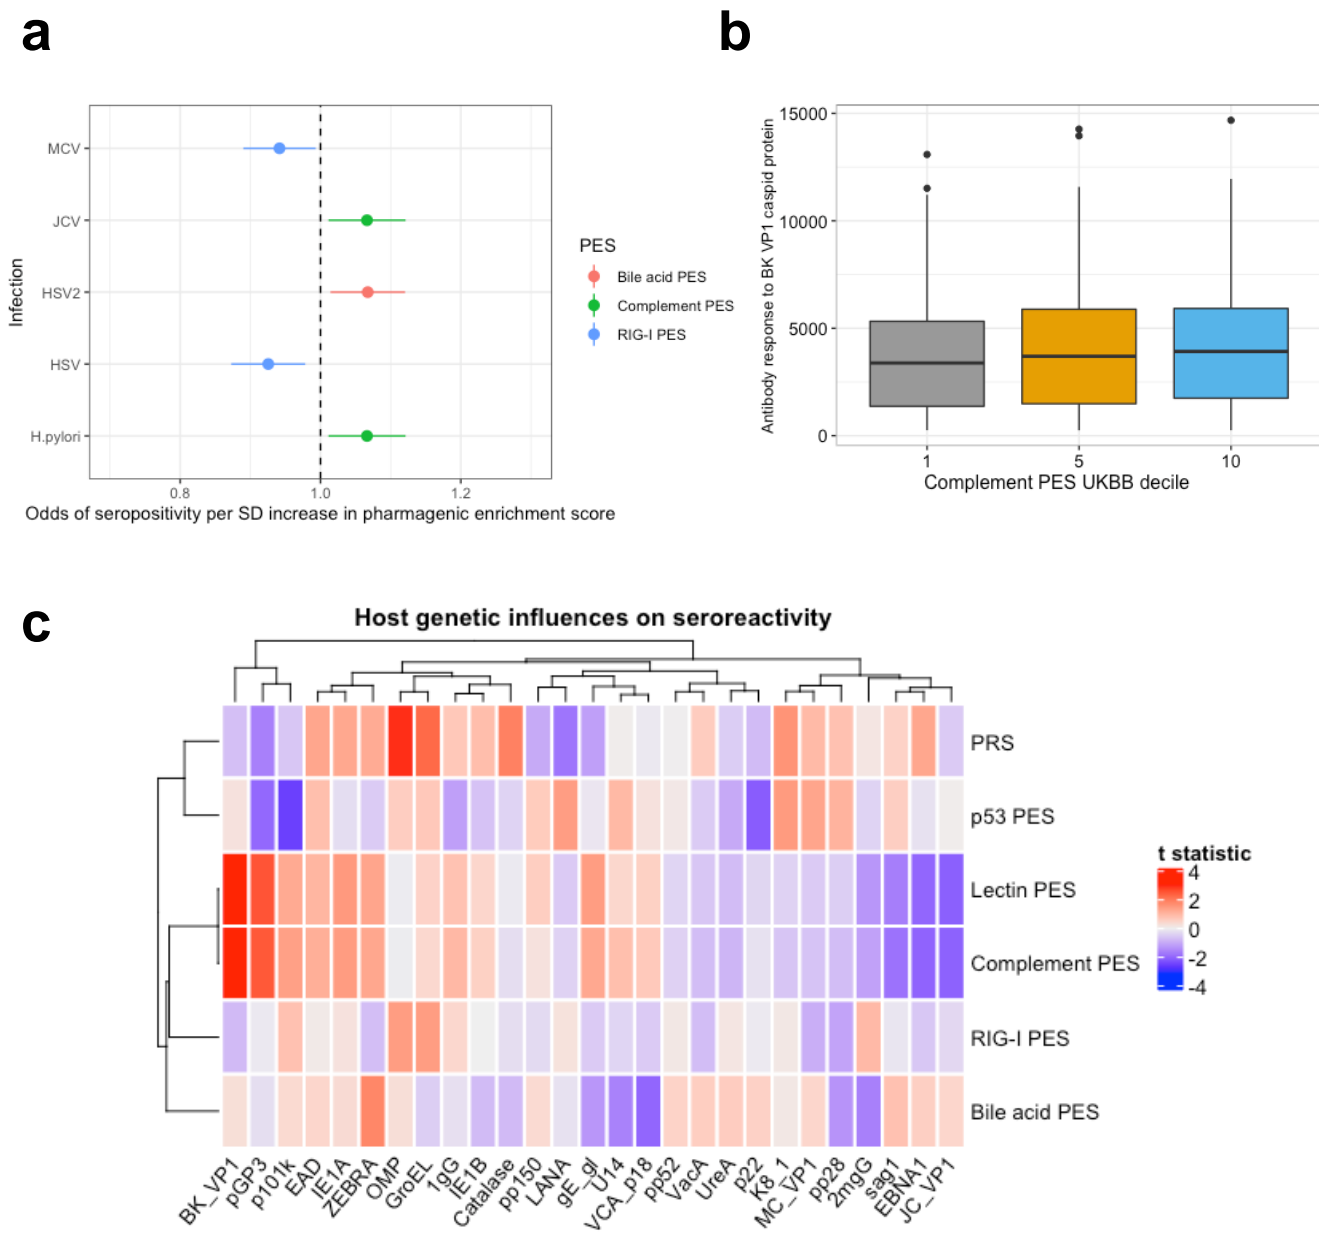 a
MCV
JCV
HSV2
HSV
H.pylori
Infection
0.8
1.0
1.2
Odds of seropositivity per SD increase in pharmagenic enrichment score
PES
Bile acid PES
Complement PES
RIG-I PES
b
Antibody response to BK VP1 caspid protein
15000
10000
5000
0
1
5
10
Complement PES UKBB decile
c
Host genetic influences on seroreactivity
PRS
p53 PES
Lectin PES
Complement PES
RIG-I PES
Bile acid PES
t statistic
4
2
0
-2
-4
BK_VP1
pGP3
p101k
EAD
IE1A
ZEBRA
OMP
GroEL
1gG
IE1B
Catalase
pp150
LANA
gE_gI
U14
VCA_p18
pp52
VacA
UreA
p22
K8_1
MC_VP1
pp28
2mgG
sag1
EBNA1
JC_VP1